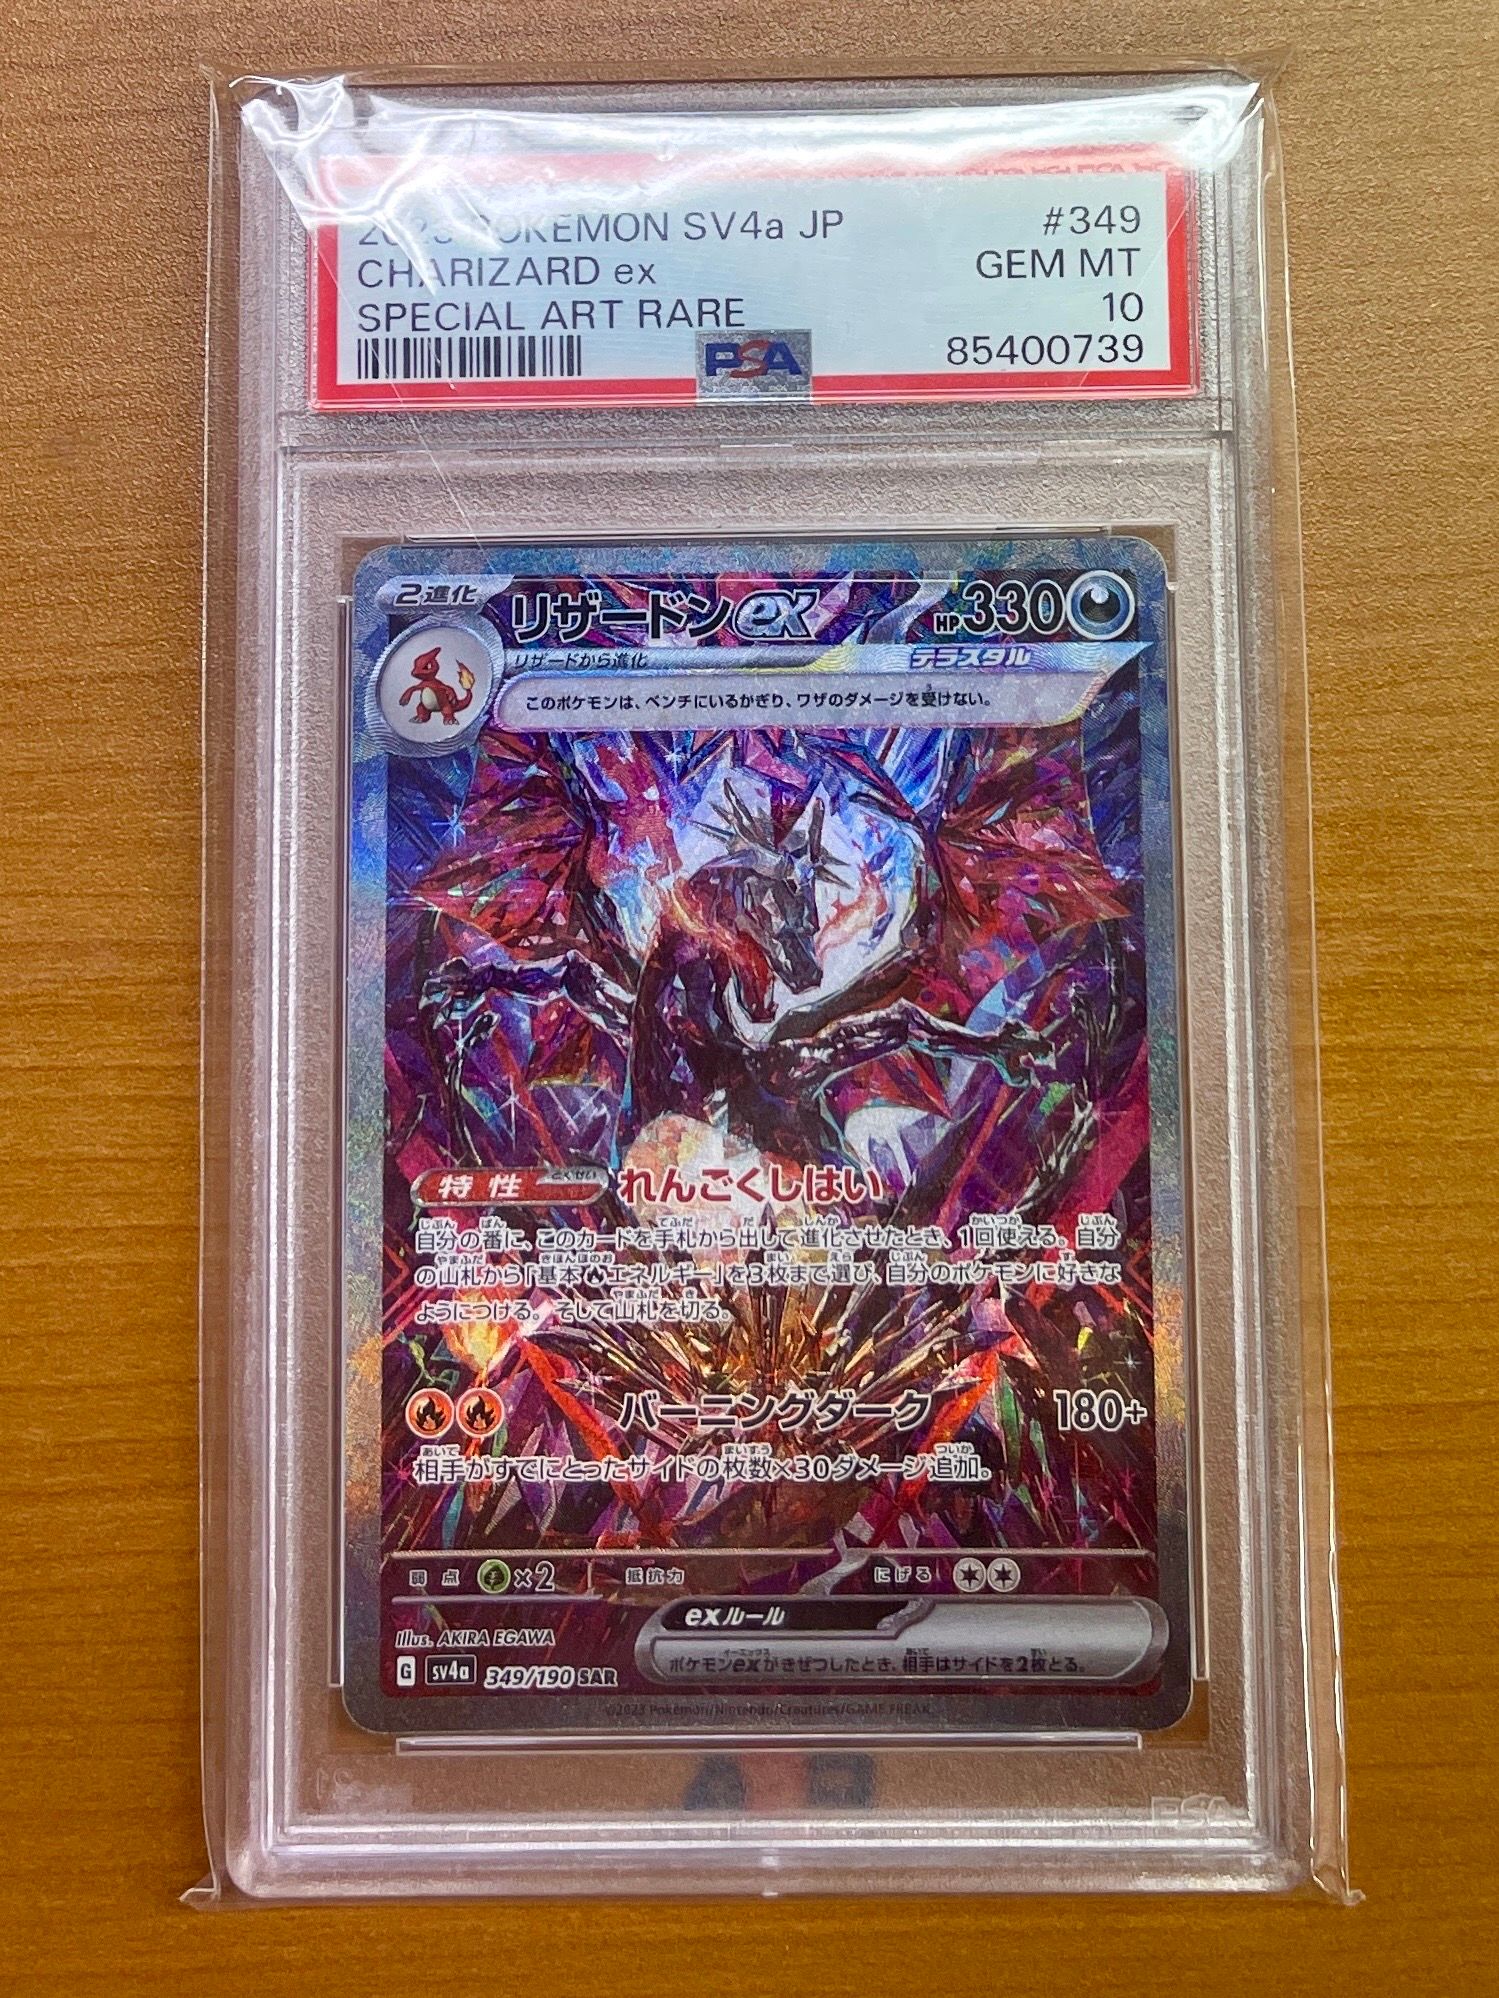 2023 POKEMON SV4a JP #349
CHARIZARD ex GEM MT
SPECIAL ART RARE 10
PSA 85400739
2進化 リザードンex HP330
リザードから進化 テラスタル
このポケモンは、ベンチにいるかぎり、ワザのダメージを受けない。
特性 とくせい れんごくしはい
自分の番に、このカードを手札から出して進化させたとき、1回使える。自分
の山札から「基本エネルギー」を3枚まで選び、自分のポケモンに好きな
ようにつける。そして山札を切る。
バーニングダーク 180+
相手がすでにとったサイドの枚数×30ダメージ追加。
弱点 ×2 抵抗力 にげる
exルール
ポケモンexがきぜつしたとき、相手はサイドを2枚とる。
Illus. AKIRA EGAWA
G sv4a 349/190 SAR
©2023 Pokémon/Nintendo/Creatures/GAME FREAK
PSA